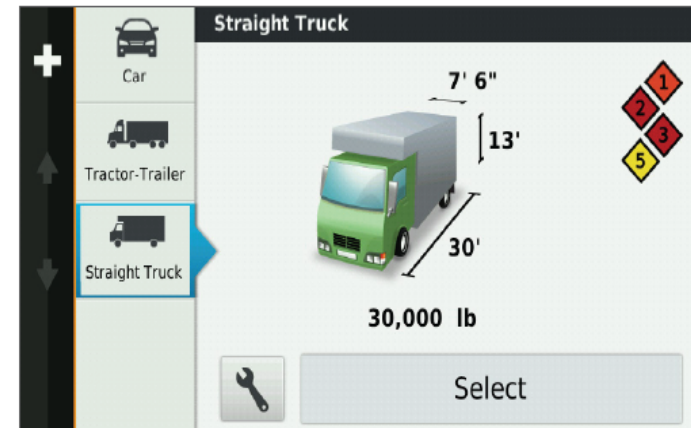 Straight Truck
Car
Tractor-Trailer
Straight Truck
7' 6"
13'
30'
30,000 lb
1
2
3
5
Select